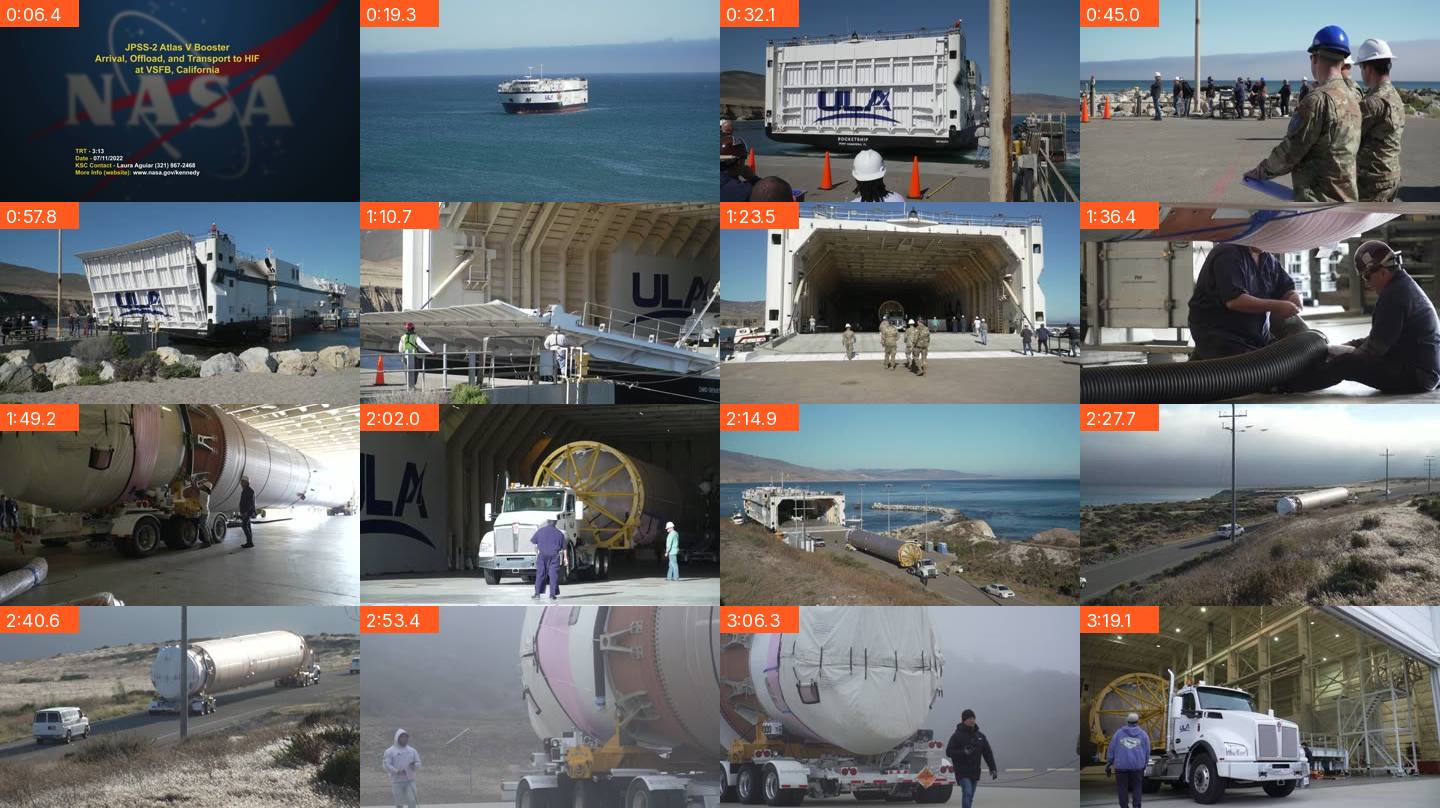 0:06.4
JPSS-2 Atlas V Booster
Arrival, Offload, and Transport to HIF
at VSFB, California
NASA
TRT - 3:13
Date - 07/11/2022
KSC Contact - Laura Aguiar (321) 867-2468
More Info (website): www.nasa.gov/kennedy
0:19.3
0:32.1
ULA
ROCKETSHIP
0:45.0
0:57.8
ULA
1:10.7
ULA
1:23.5
1:36.4
1:49.2
2:02.0
ULA
2:14.9
2:27.7
2:40.6
2:53.4
3:06.3
3:19.1
ULA